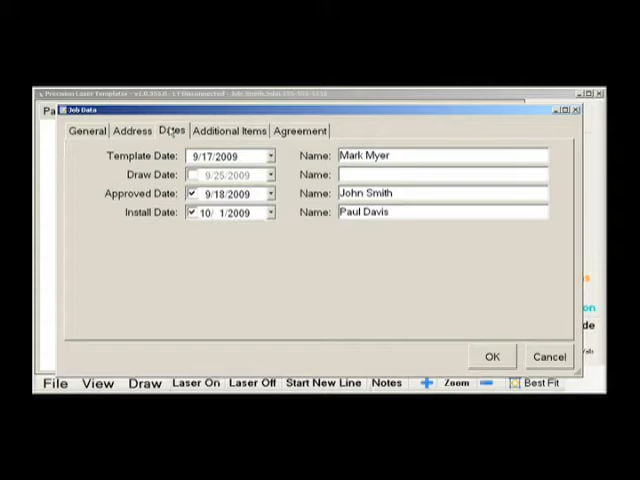 Job Data
General Address Dates Additional Items Agreement
Template Date: 9/17/2009 Name: Mark Myer
Draw Date: 9/25/2009 Name:
Approved Date: 9/18/2009 Name: John Smith
Install Date: 10/ 1/2009 Name: Paul Davis
OK Cancel
File View Draw Laser On Laser Off Start New Line Notes Zoom Best Fit